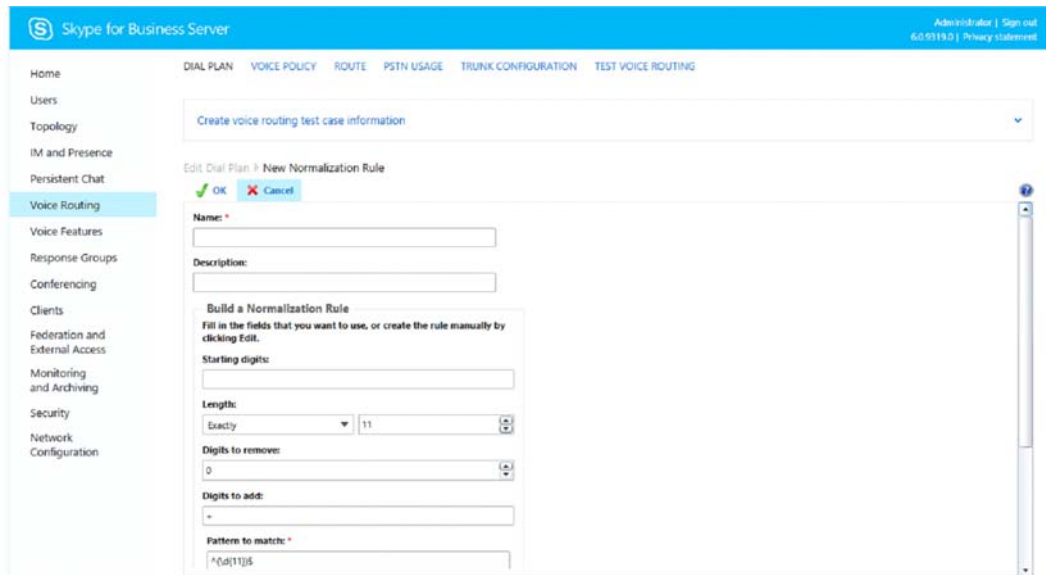 Skype for Business Server
Administrator | Sign out
6.0.9319.0 | Privacy statement
Home
Users
Topology
IM and Presence
Persistent Chat
Voice Routing
Voice Features
Response Groups
Conferencing
Clients
Federation and
External Access
Monitoring
and Archiving
Security
Network
Configuration
DIAL PLAN VOICE POLICY ROUTE PSTN USAGE TRUNK CONFIGURATION TEST VOICE ROUTING
Create voice routing test case information
Edit Dial Plan New Normalization Rule
OK Cancel
Name: *
Description:
Build a Normalization Rule
Fill in the fields that you want to use, or create the rule manually by
clicking Edit.
Starting digits:
Length:
Exactly 11
Digits to remove:
0
Digits to add:
+
Pattern to match: *
^(\d{11})$